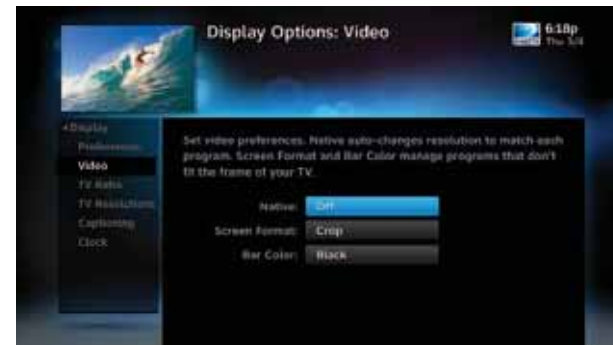 Display Options: Video
6:18p
Thu 5/4
Display
Preferences
Video
TV Ratio
TV Resolutions
Captioning
Clock
Set video preferences. Native auto-changes resolution to match each
program. Screen Format and Bar Color manage programs that don't
fit the frame of your TV.
Native: Off
Screen Format: Crop
Bar Color: Black